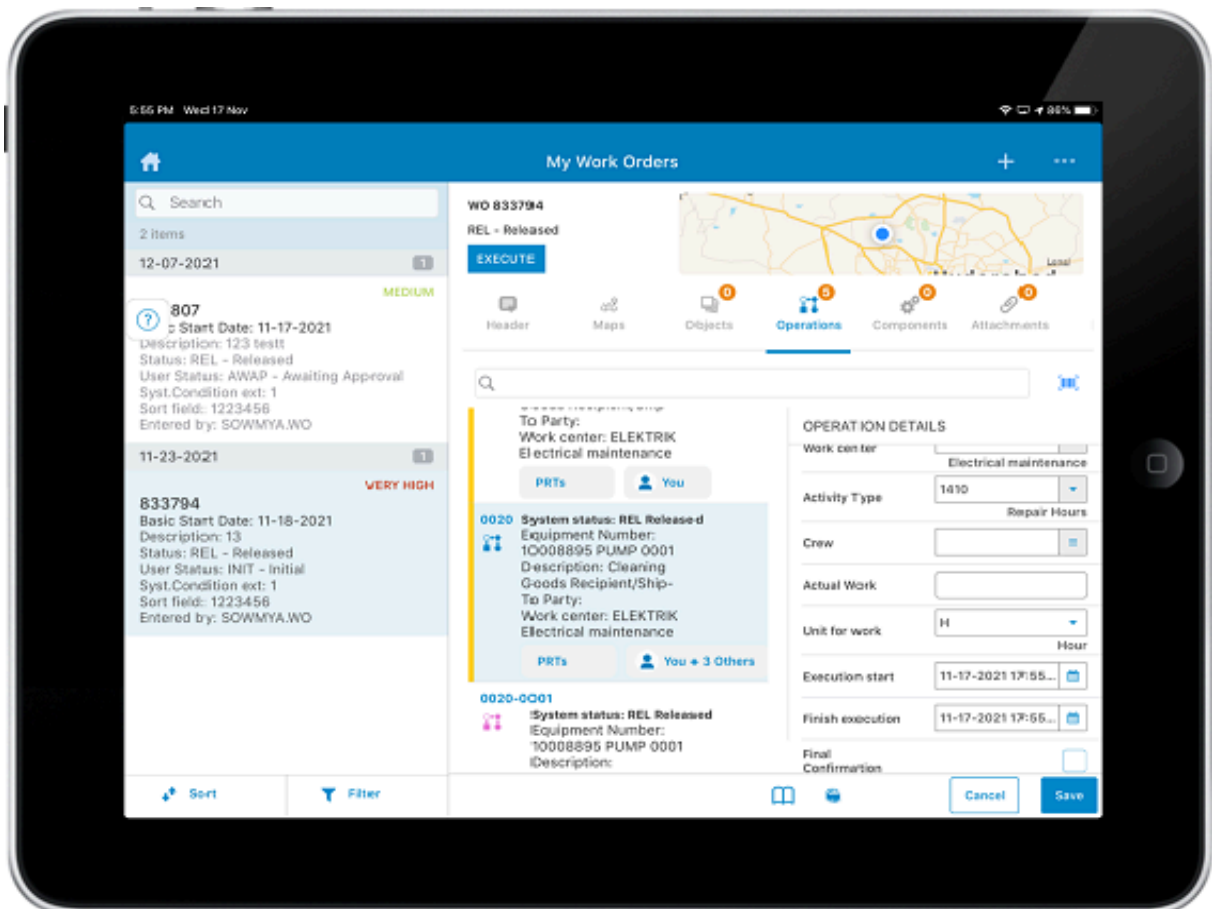 5:55 PM Wed 17 Nov
86%
My Work Orders
Search
2 items
12-07-2021
1
MEDIUM
807
Start Date: 11-17-2021
Description: 123 testt
Status: REL - Released
User Status: AWAP - Awaiting Approval
Syst.Condition ext: 1
Sort field: 1223456
Entered by: SOWMYA.WO
11-23-2021
1
VERY HIGH
833794
Basic Start Date: 11-18-2021
Description: 13
Status: REL - Released
User Status: INIT - Initial
Syst.Condition ext: 1
Sort field: 1223456
Entered by: SOWMYA.WO
Sort
Filter
WO 833794
REL - Released
EXECUTE
Legal
Header
Maps
0
Objects
5
Operations
0
Components
0
Attachments
To Party:
Work center: ELEKTRIK
Electrical maintenance
PRTs
You
0020 System status: REL Released
Equipment Number:
10008895 PUMP 0001
Description: Cleaning
Goods Recipient/Ship-
To Party:
Work center: ELEKTRIK
Electrical maintenance
PRTs
You + 3 Others
0020-0001
System status: REL Released
Equipment Number:
10008895 PUMP 0001
Description:
OPERATION DETAILS
Work center
Electrical maintenance
Activity Type
1410
Repair Hours
Crew
Actual Work
Unit for work
H
Hour
Execution start
11-17-2021 17:55...
Finish execution
11-17-2021 17:55...
Final
Confirmation
Cancel
Save